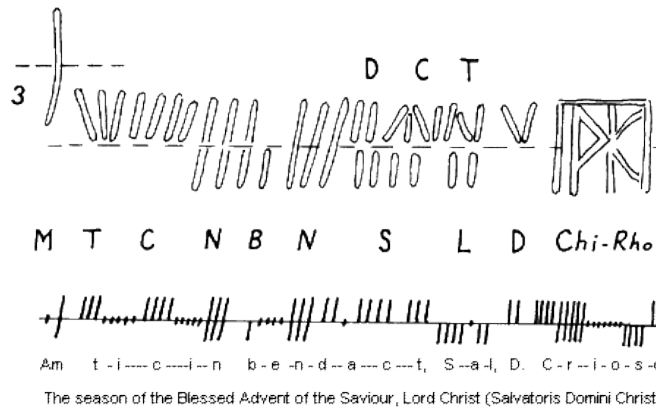 D C T
3
M T C N B N S L D Chi-Rho
Am t-i----c---i-n b-e-n-d--a---c--t, S--a-l, D. C-r--i-o-s-
The season of the Blessed Advent of the Saviour, Lord Christ (Salvatoris Domini Christ